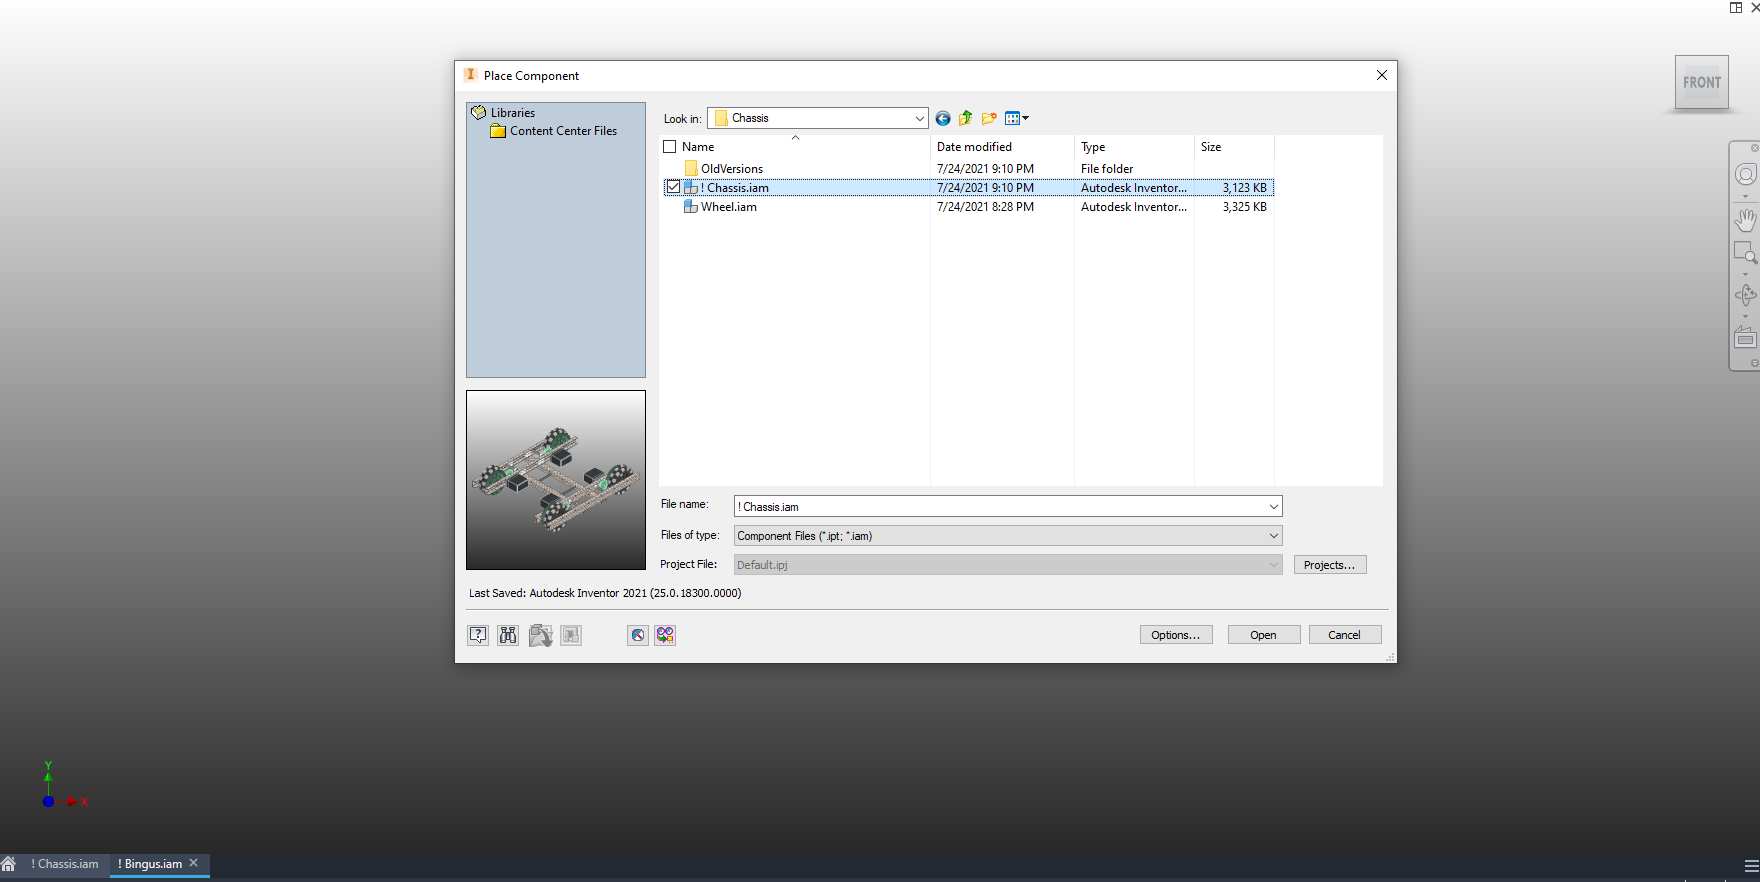 Place Component
FRONT
Libraries
Content Center Files
Look in: Chassis
Name Date modified Type Size
OldVersions 7/24/2021 9:10 PM File folder
! Chassis.iam 7/24/2021 9:10 PM Autodesk Inventor... 3,123 KB
Wheel.iam 7/24/2021 8:28 PM Autodesk Inventor... 3,325 KB
File name: ! Chassis.iam
Files of type: Component Files (*.ipt; *.iam)
Project File: Default.ipj Projects...
Last Saved: Autodesk Inventor 2021 (25.0.18300.0000)
Options... Open Cancel
Y
X
! Chassis.iam ! Bingus.iam